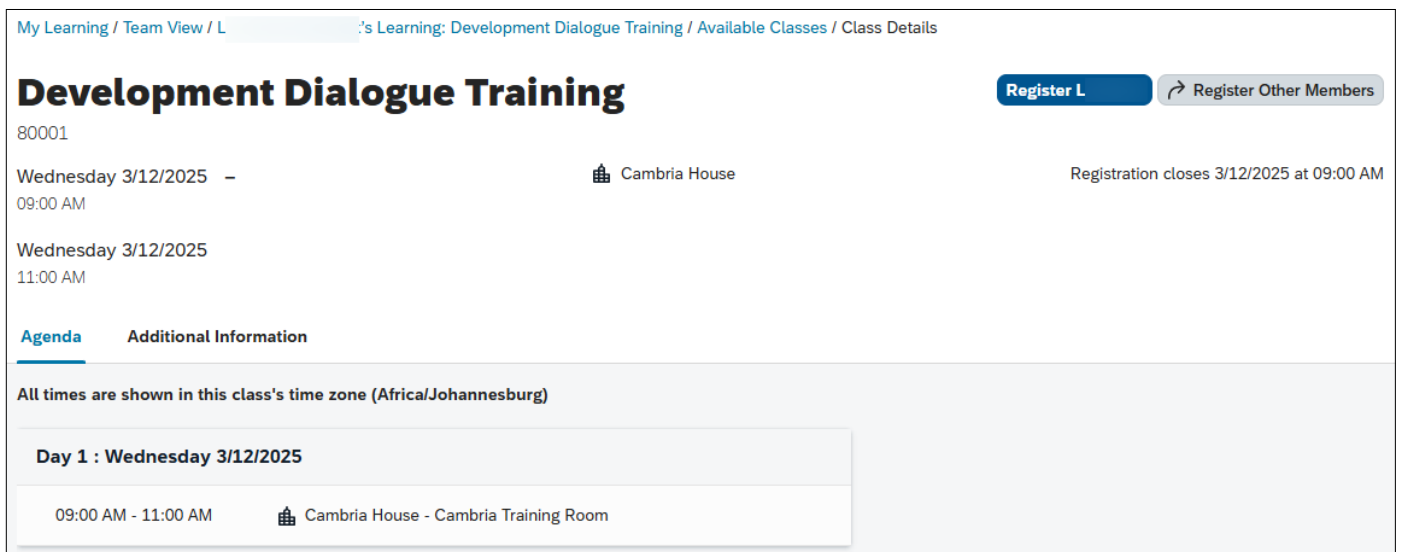 My Learning / Team View / L 's Learning: Development Dialogue Training / Available Classes / Class Details
Development Dialogue Training
Register L
Register Other Members
80001
Wednesday 3/12/2025 –
Cambria House
Registration closes 3/12/2025 at 09:00 AM
09:00 AM
Wednesday 3/12/2025
11:00 AM
Agenda Additional Information
All times are shown in this class's time zone (Africa/Johannesburg)
Day 1 : Wednesday 3/12/2025
09:00 AM - 11:00 AM Cambria House - Cambria Training Room